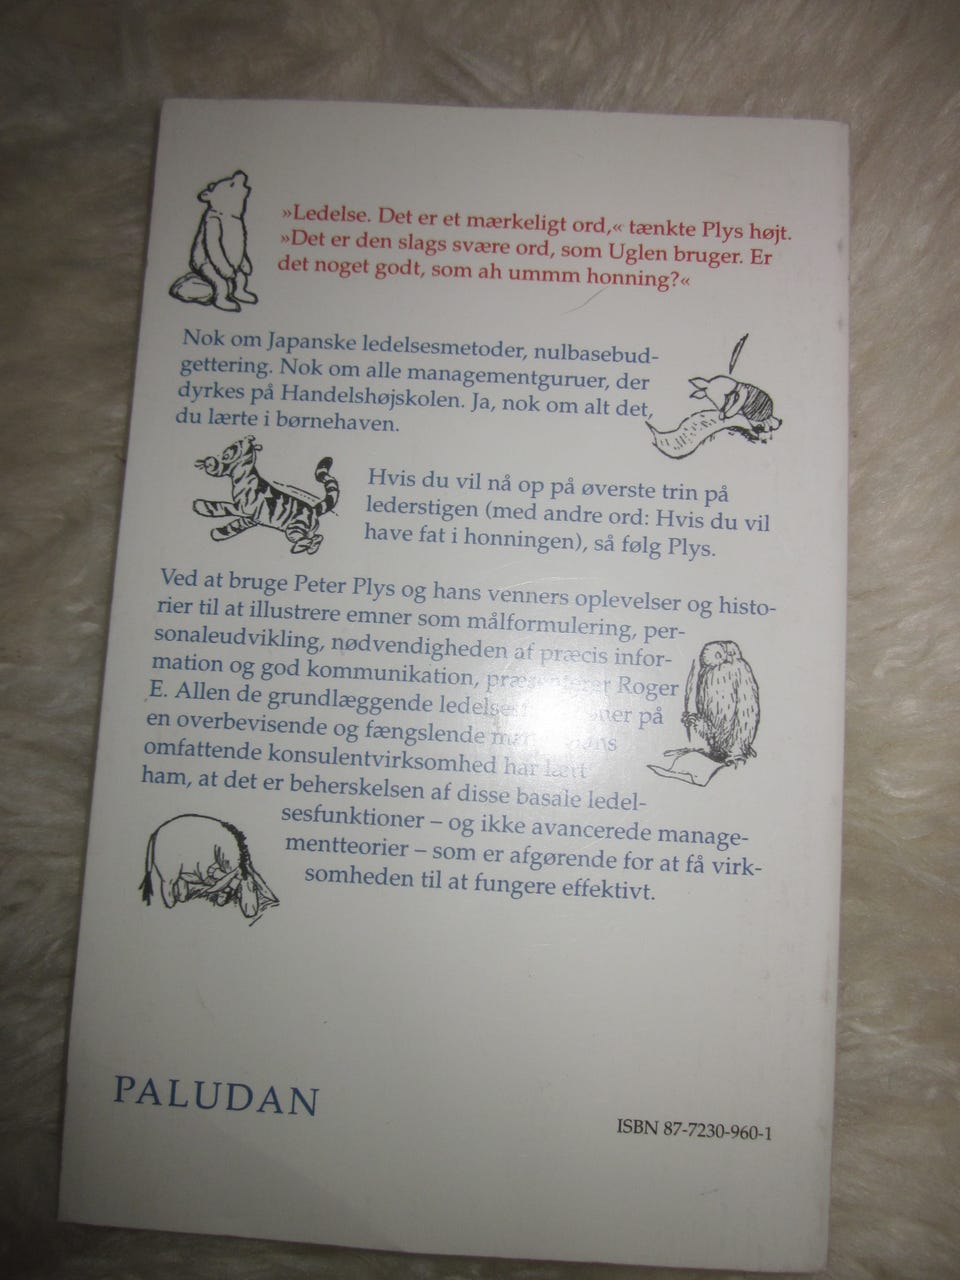 »Ledelse. Det er et mærkeligt ord,« tænkte Plys højt.
»Det er den slags svære ord, som Uglen bruger. Er
det noget godt, som ah ummm honning?«
Nok om Japanske ledelsesmetoder, nulbasebud-
gettering. Nok om alle managementguruer, der
dyrkes på Handelshøjskolen. Ja, nok om alt det,
du lærte i børnehaven.
Hvis du vil nå op på øverste trin på
lederstigen (med andre ord: Hvis du vil
have fat i honningen), så følg Plys.
Ved at bruge Peter Plys og hans venners oplevelser og histo-
rier til at illustrere emner som målformulering, per-
sonaleudvikling, nødvendigheden af præcis infor-
mation og god kommunikation, præsenterer Roger
E. Allen de grundlæggende på
en overbevisende og fængslende
omfattende konsulentvirksomhed har lært
ham, at det er beherskelsen af disse basale ledel-
sesfunktioner – og ikke avancerede manage-
mentteorier – som er afgørende for at få virk-
somheden til at fungere effektivt.
PALUDAN
ISBN 87-7230-960-1